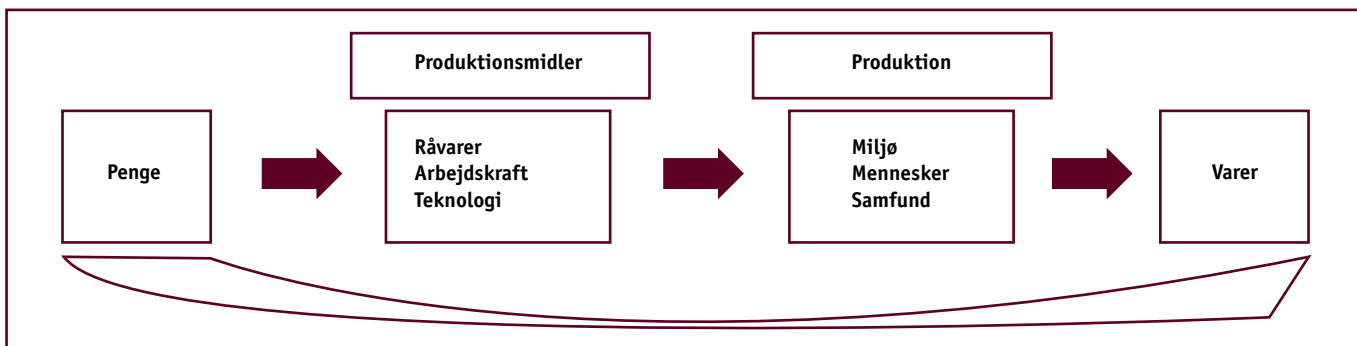 Produktionsmidler
Produktion
Penge
Råvarer
Arbejdskraft
Teknologi
Miljø
Mennesker
Samfund
Varer